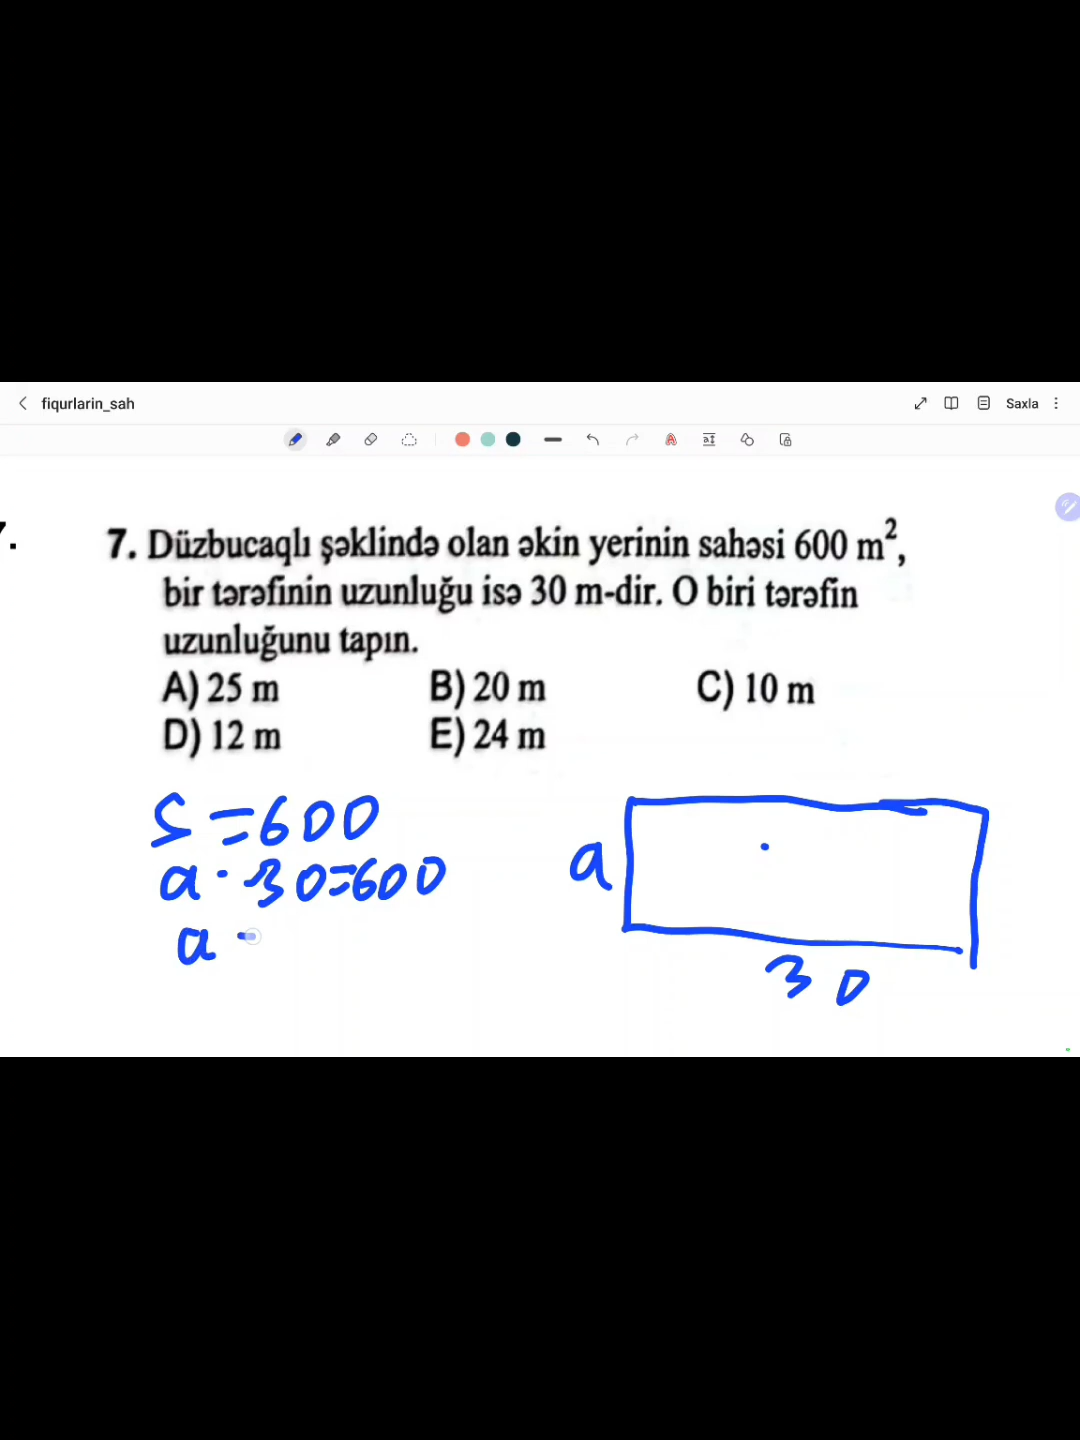 fiqurlarin_sah
Saxla
7. Düzbucaqlı şəklində olan əkin yerinin sahəsi 600 m²,
bir tərəfinin uzunluğu isə 30 m-dir. O biri tərəfin
uzunluğunu tapın.
A) 25 m B) 20 m C) 10 m
D) 12 m E) 24 m
S = 600
a · 30 = 600
a -
a
30